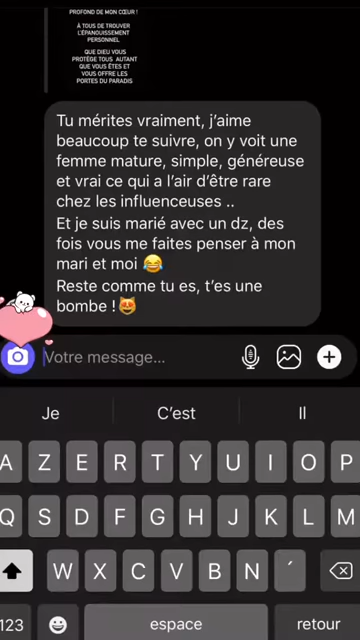 PROFOND DE MON CŒUR !
À TOUS DE TROUVER
L'ÉPANOUISSEMENT
PERSONNEL
QUE DIEU VOUS
PROTÈGE TOUS AUTANT
QUE VOUS ÊTES ET
VOUS OFFRE LES
PORTES DU PARADIS
Tu mérites vraiment, j'aime
beaucoup te suivre, on y voit une
femme mature, simple, généreuse
et vrai ce qui a l'air d'être rare
chez les influenceuses ..
Et je suis marié avec un dz, des
fois vous me faites penser à mon
mari et moi 😂
Reste comme tu es, t'es une
bombe !😻
Votre message...
Je C'est Il
A Z E R T Y U I O P
Q S D F G H J K L M
W X C V B N ´
123 espace retour